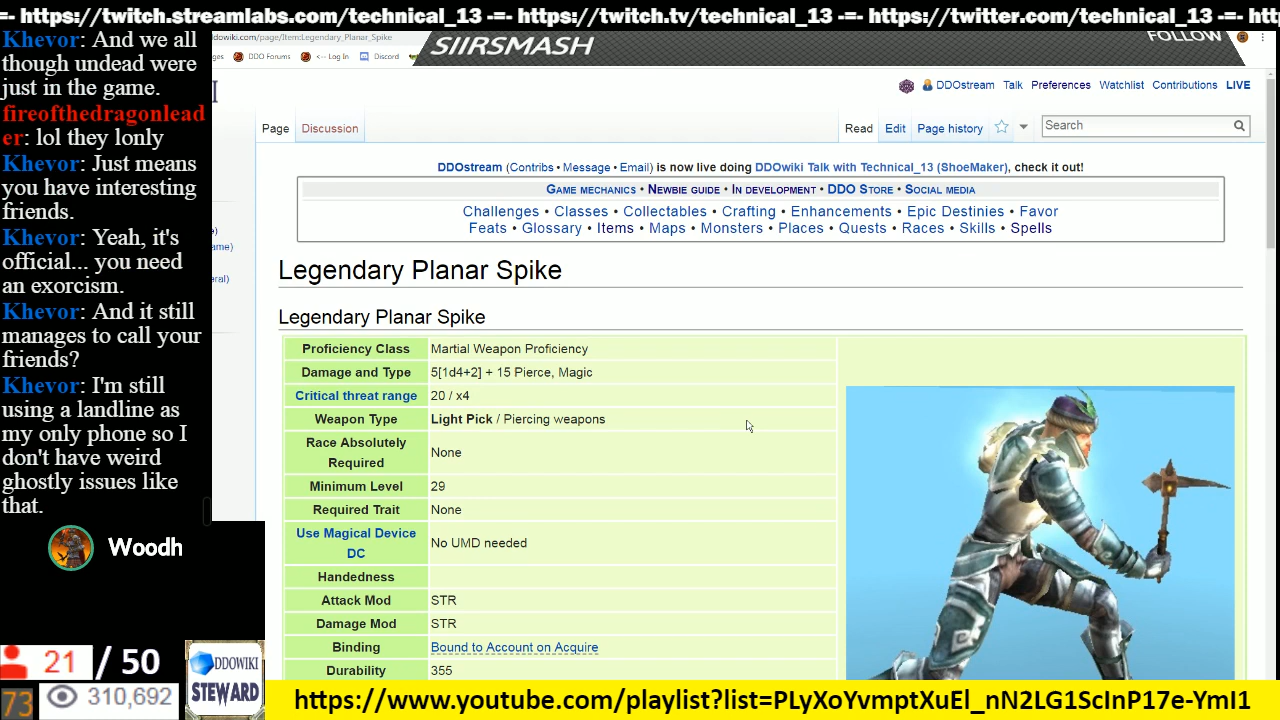 =- https://twitch.streamlabs.com/technical_13 -=- https://twitch.tv/technical_13 -=- https://twitter.com/technical_13 -=- htt
Khevor: And we all
though undead were
just in the game.
fireofthedragonlead
er: lol they lonly
Khevor: Just means
you have interesting
friends.
Khevor: Yeah, it's
official... you need
an exorcism.
Khevor: And it still
manages to call your
friends?
Khevor: I'm still
using a landline as
my only phone so I
don't have weird
ghostly issues like
that.
Woodh
21 / 50
73 310,692
DDOWIKI
STEWARD
ddowiki.com/page/Item:Legendary_Planar_Spike
ges DDO Forums <-- Log In Discord
SIIRSMASH
FOLLOW
DDOstream Talk Preferences Watchlist Contributions LIVE
Page Discussion Read Edit Page history Search
DDOstream (Contribs • Message • Email) is now live doing DDOwiki Talk with Technical_13 (ShoeMaker), check it out!
Game mechanics • Newbie guide • In development • DDO Store • Social media
Challenges • Classes • Collectables • Crafting • Enhancements • Epic Destinies • Favor
Feats • Glossary • Items • Maps • Monsters • Places • Quests • Races • Skills • Spells
e)
ame)
eral)
Legendary Planar Spike
Legendary Planar Spike
Proficiency Class Martial Weapon Proficiency
Damage and Type 5[1d4+2] + 15 Pierce, Magic
Critical threat range 20 / x4
Weapon Type Light Pick / Piercing weapons
Race Absolutely
Required None
Minimum Level 29
Required Trait None
Use Magical Device
DC No UMD needed
Handedness
Attack Mod STR
Damage Mod STR
Binding Bound to Account on Acquire
Durability 355
https://www.youtube.com/playlist?list=PLyXoYvmptXuEl_nN2LG1ScInP17e-YmI1